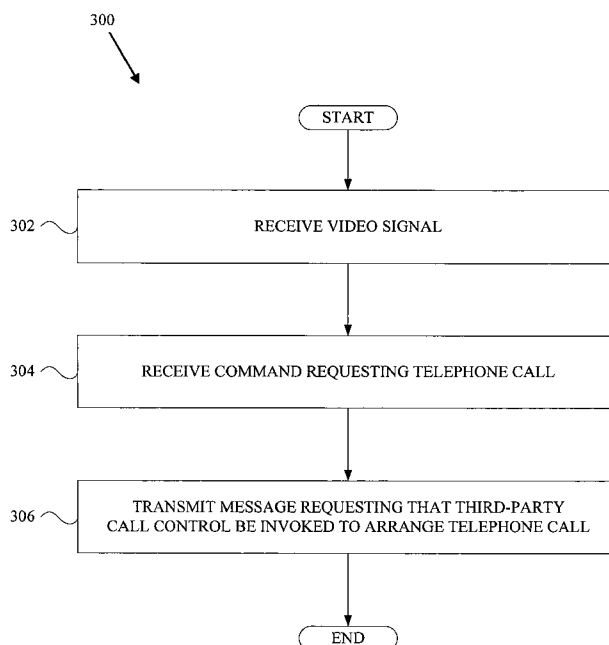 300
START
302
RECEIVE VIDEO SIGNAL
304
RECEIVE COMMAND REQUESTING TELEPHONE CALL
306
TRANSMIT MESSAGE REQUESTING THAT THIRD-PARTY
CALL CONTROL BE INVOKED TO ARRANGE TELEPHONE CALL
END